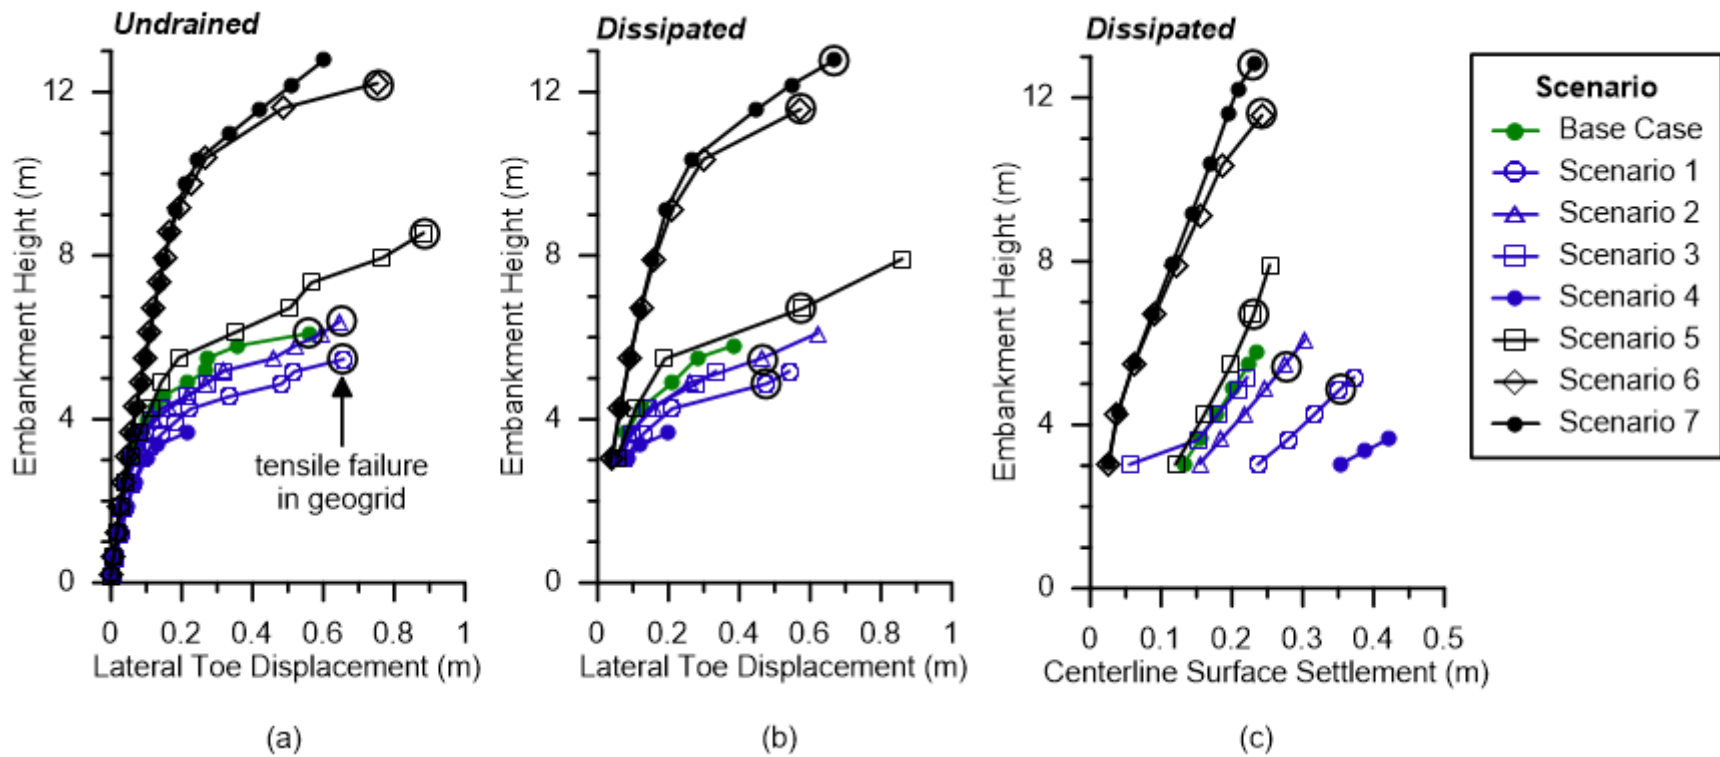 Undrained
Dissipated
Dissipated
Embankment Height (m)
12
8
4
0
0 0.2 0.4 0.6 0.8 1
Lateral Toe Displacement (m)
tensile failure
in geogrid
(a)
Embankment Height (m)
12
8
4
0
0 0.2 0.4 0.6 0.8 1
Lateral Toe Displacement (m)
(b)
Embankment Height (m)
12
8
4
0
0 0.1 0.2 0.3 0.4 0.5
Centerline Surface Settlement (m)
(c)
Scenario
Base Case
Scenario 1
Scenario 2
Scenario 3
Scenario 4
Scenario 5
Scenario 6
Scenario 7